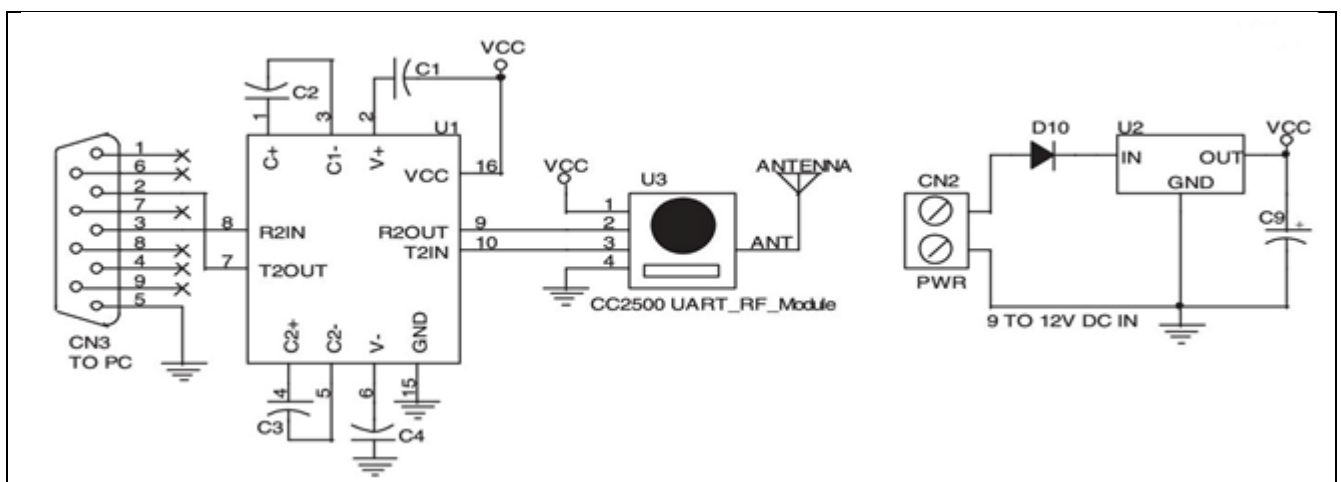 VCC
C1
C2
1
3
2
U1
C+
C1-
V+
VCC
16
1
6
2
7
3
8
4
9
5
8
R2IN
7
T2OUT
R2OUT
9
T2IN
10
C2+
C2-
V-
GND
4
5
6
15
C3
C4
CN3
TO PC
VCC
U3
1
2
3
4
ANTENNA
ANT
CC2500 UART_RF_Module
D10
U2
VCC
IN
OUT
GND
CN2
PWR
C9
+
9 TO 12V DC IN